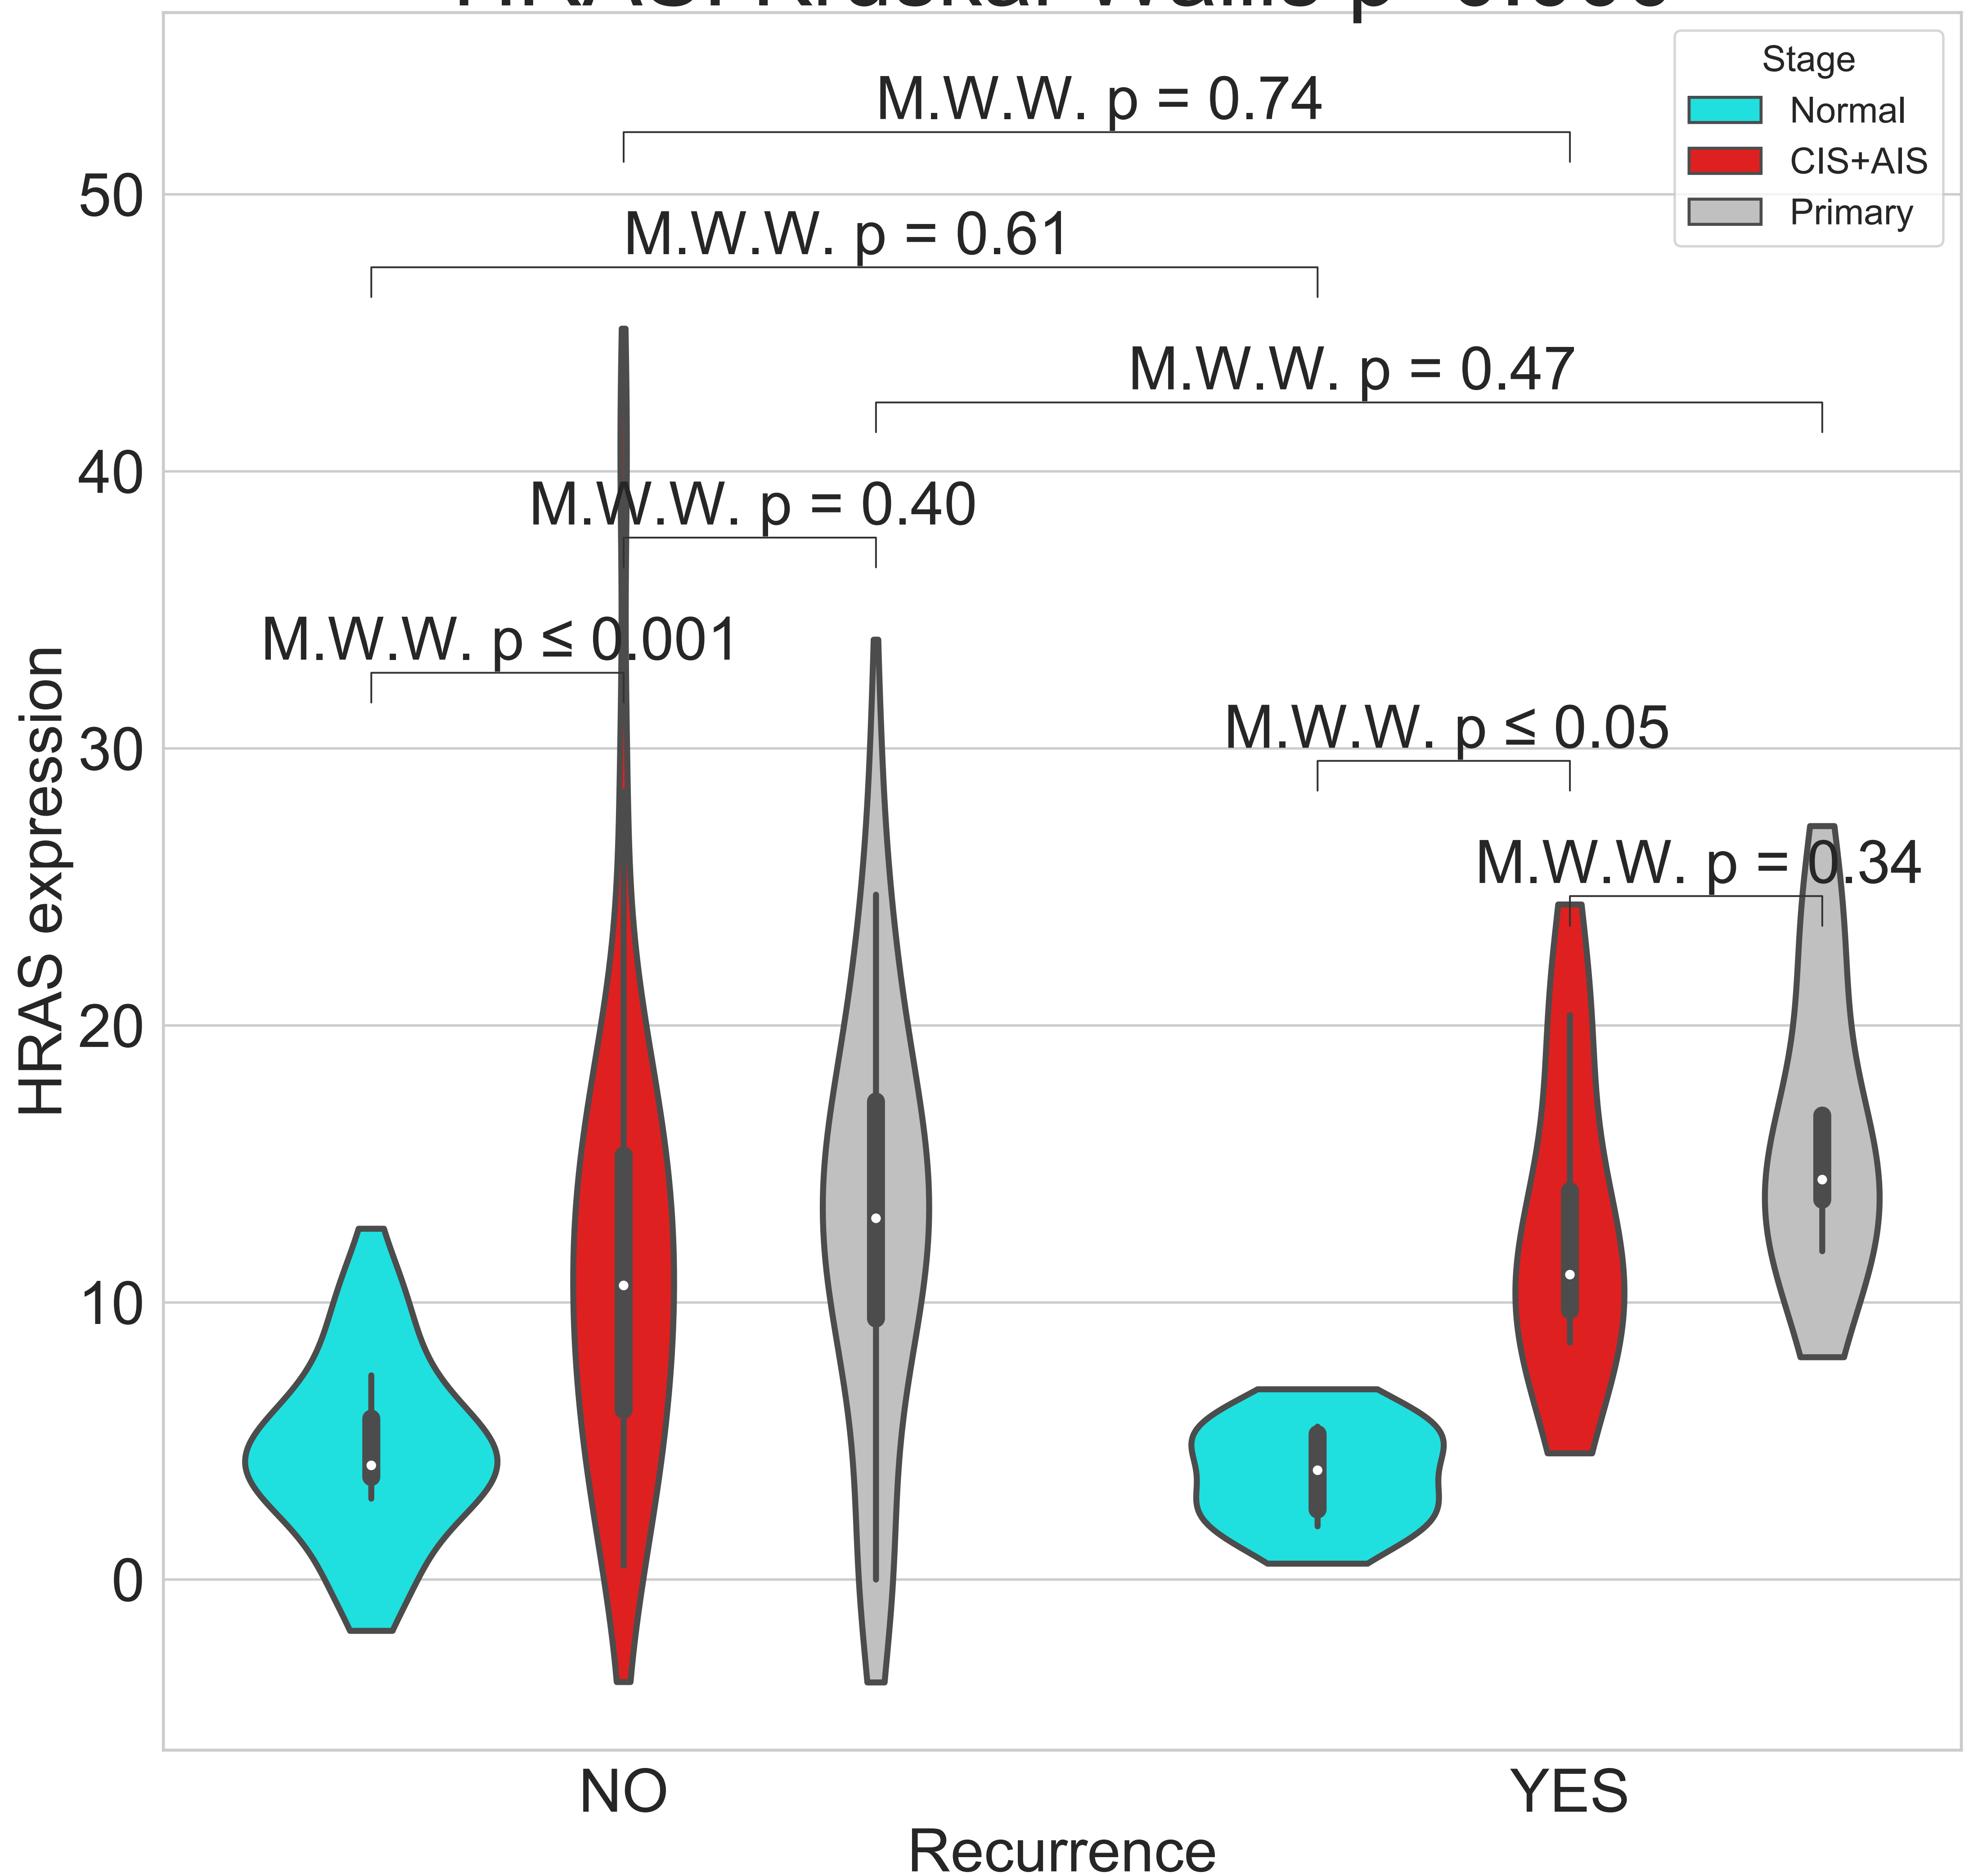 Stage
Normal
CIS+AIS
Primary
M.W.W. p = 0.74
M.W.W. p = 0.61
M.W.W. p = 0.47
M.W.W. p = 0.40
M.W.W. p ≤ 0.001
M.W.W. p ≤ 0.05
M.W.W. p = 0.34
HRAS expression
50
40
30
20
10
0
NO
YES
Recurrence